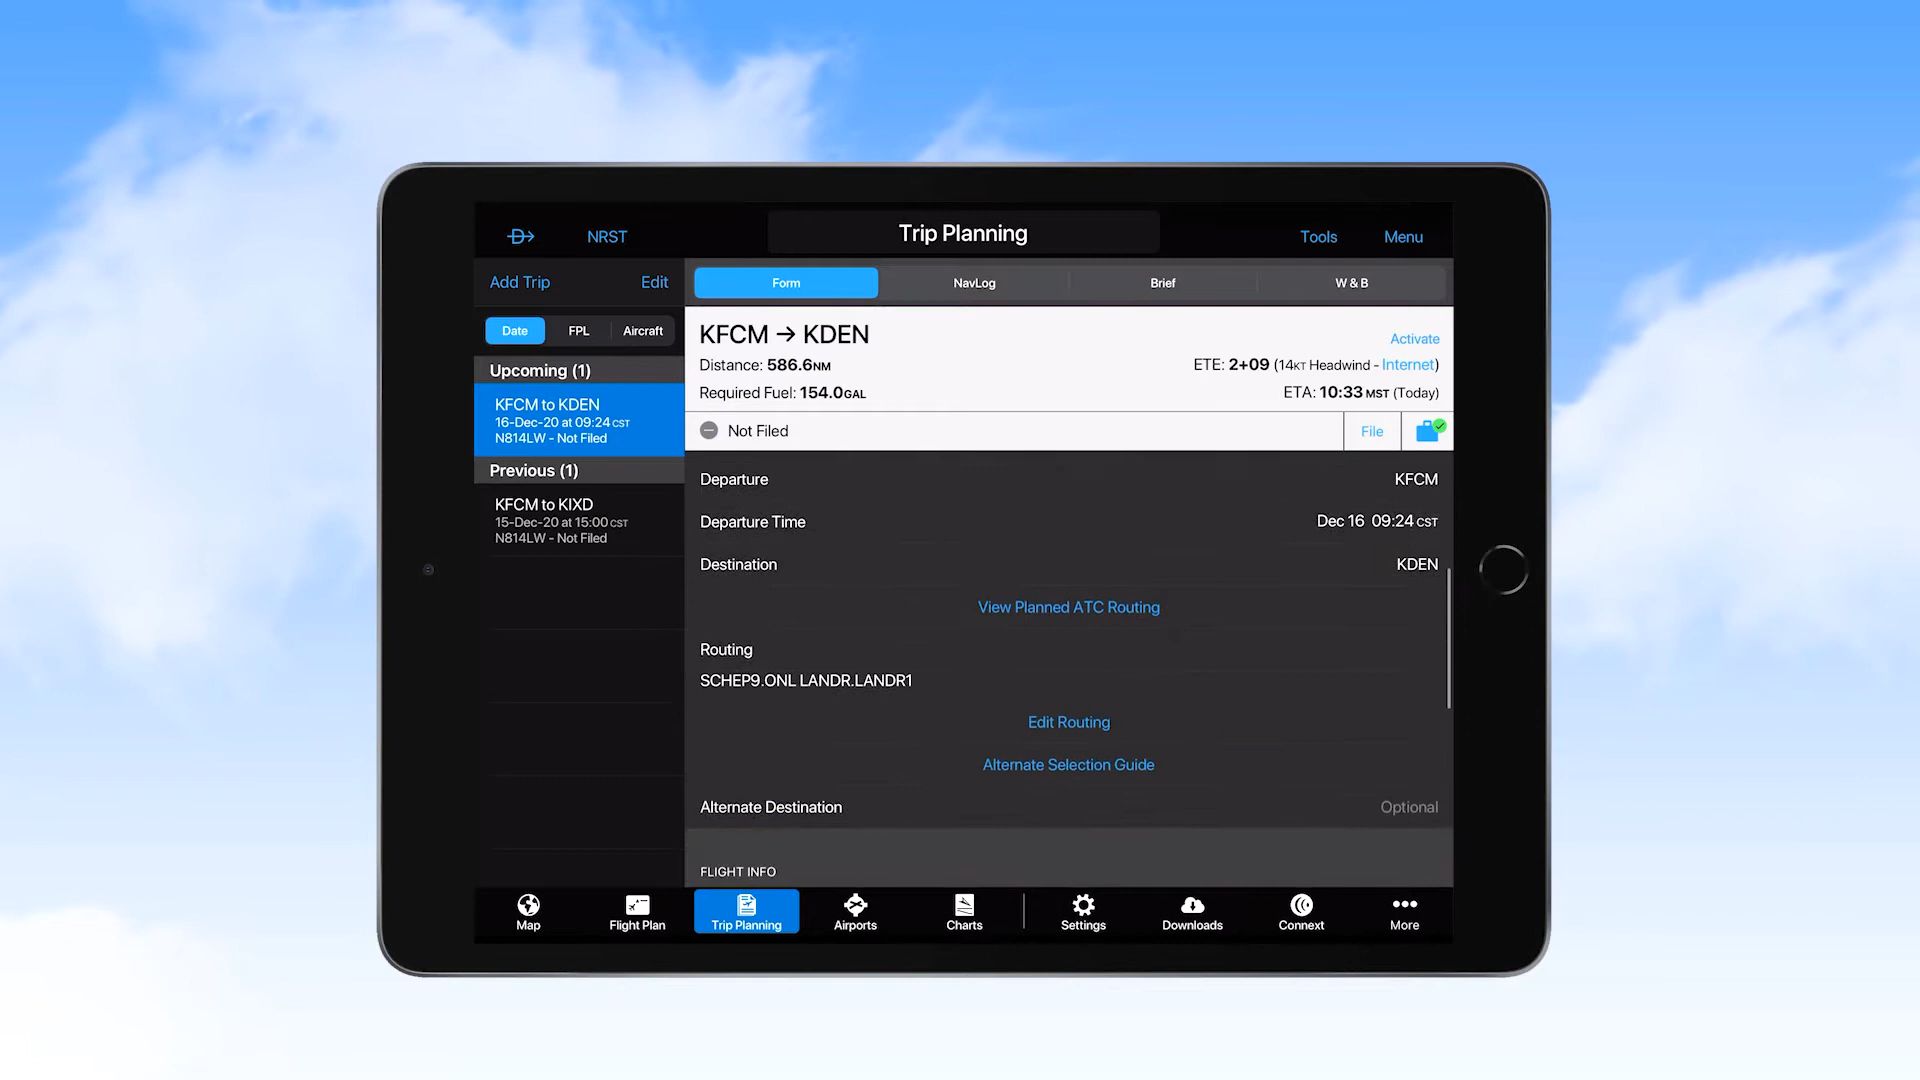 NRST
Trip Planning
Tools
Menu
Add Trip
Edit
Date
FPL
Aircraft
Upcoming (1)
KFCM to KDEN
16-Dec-20 at 09:24 CST
N814LW - Not Filed
Previous (1)
KFCM to KIXD
15-Dec-20 at 15:00 CST
N814LW - Not Filed
Form
NavLog
Brief
W & B
KFCM → KDEN
Activate
Distance: 586.6NM
ETE: 2+09 (14KT Headwind - Internet)
Required Fuel: 154.0GAL
ETA: 10:33 MST (Today)
Not Filed
File
Departure
KFCM
Departure Time
Dec 16 09:24 CST
Destination
KDEN
View Planned ATC Routing
Routing
SCHEP9.ONL LANDR.LANDR1
Edit Routing
Alternate Selection Guide
Alternate Destination
Optional
FLIGHT INFO
Map
Flight Plan
Trip Planning
Airports
Charts
Settings
Downloads
Connext
More